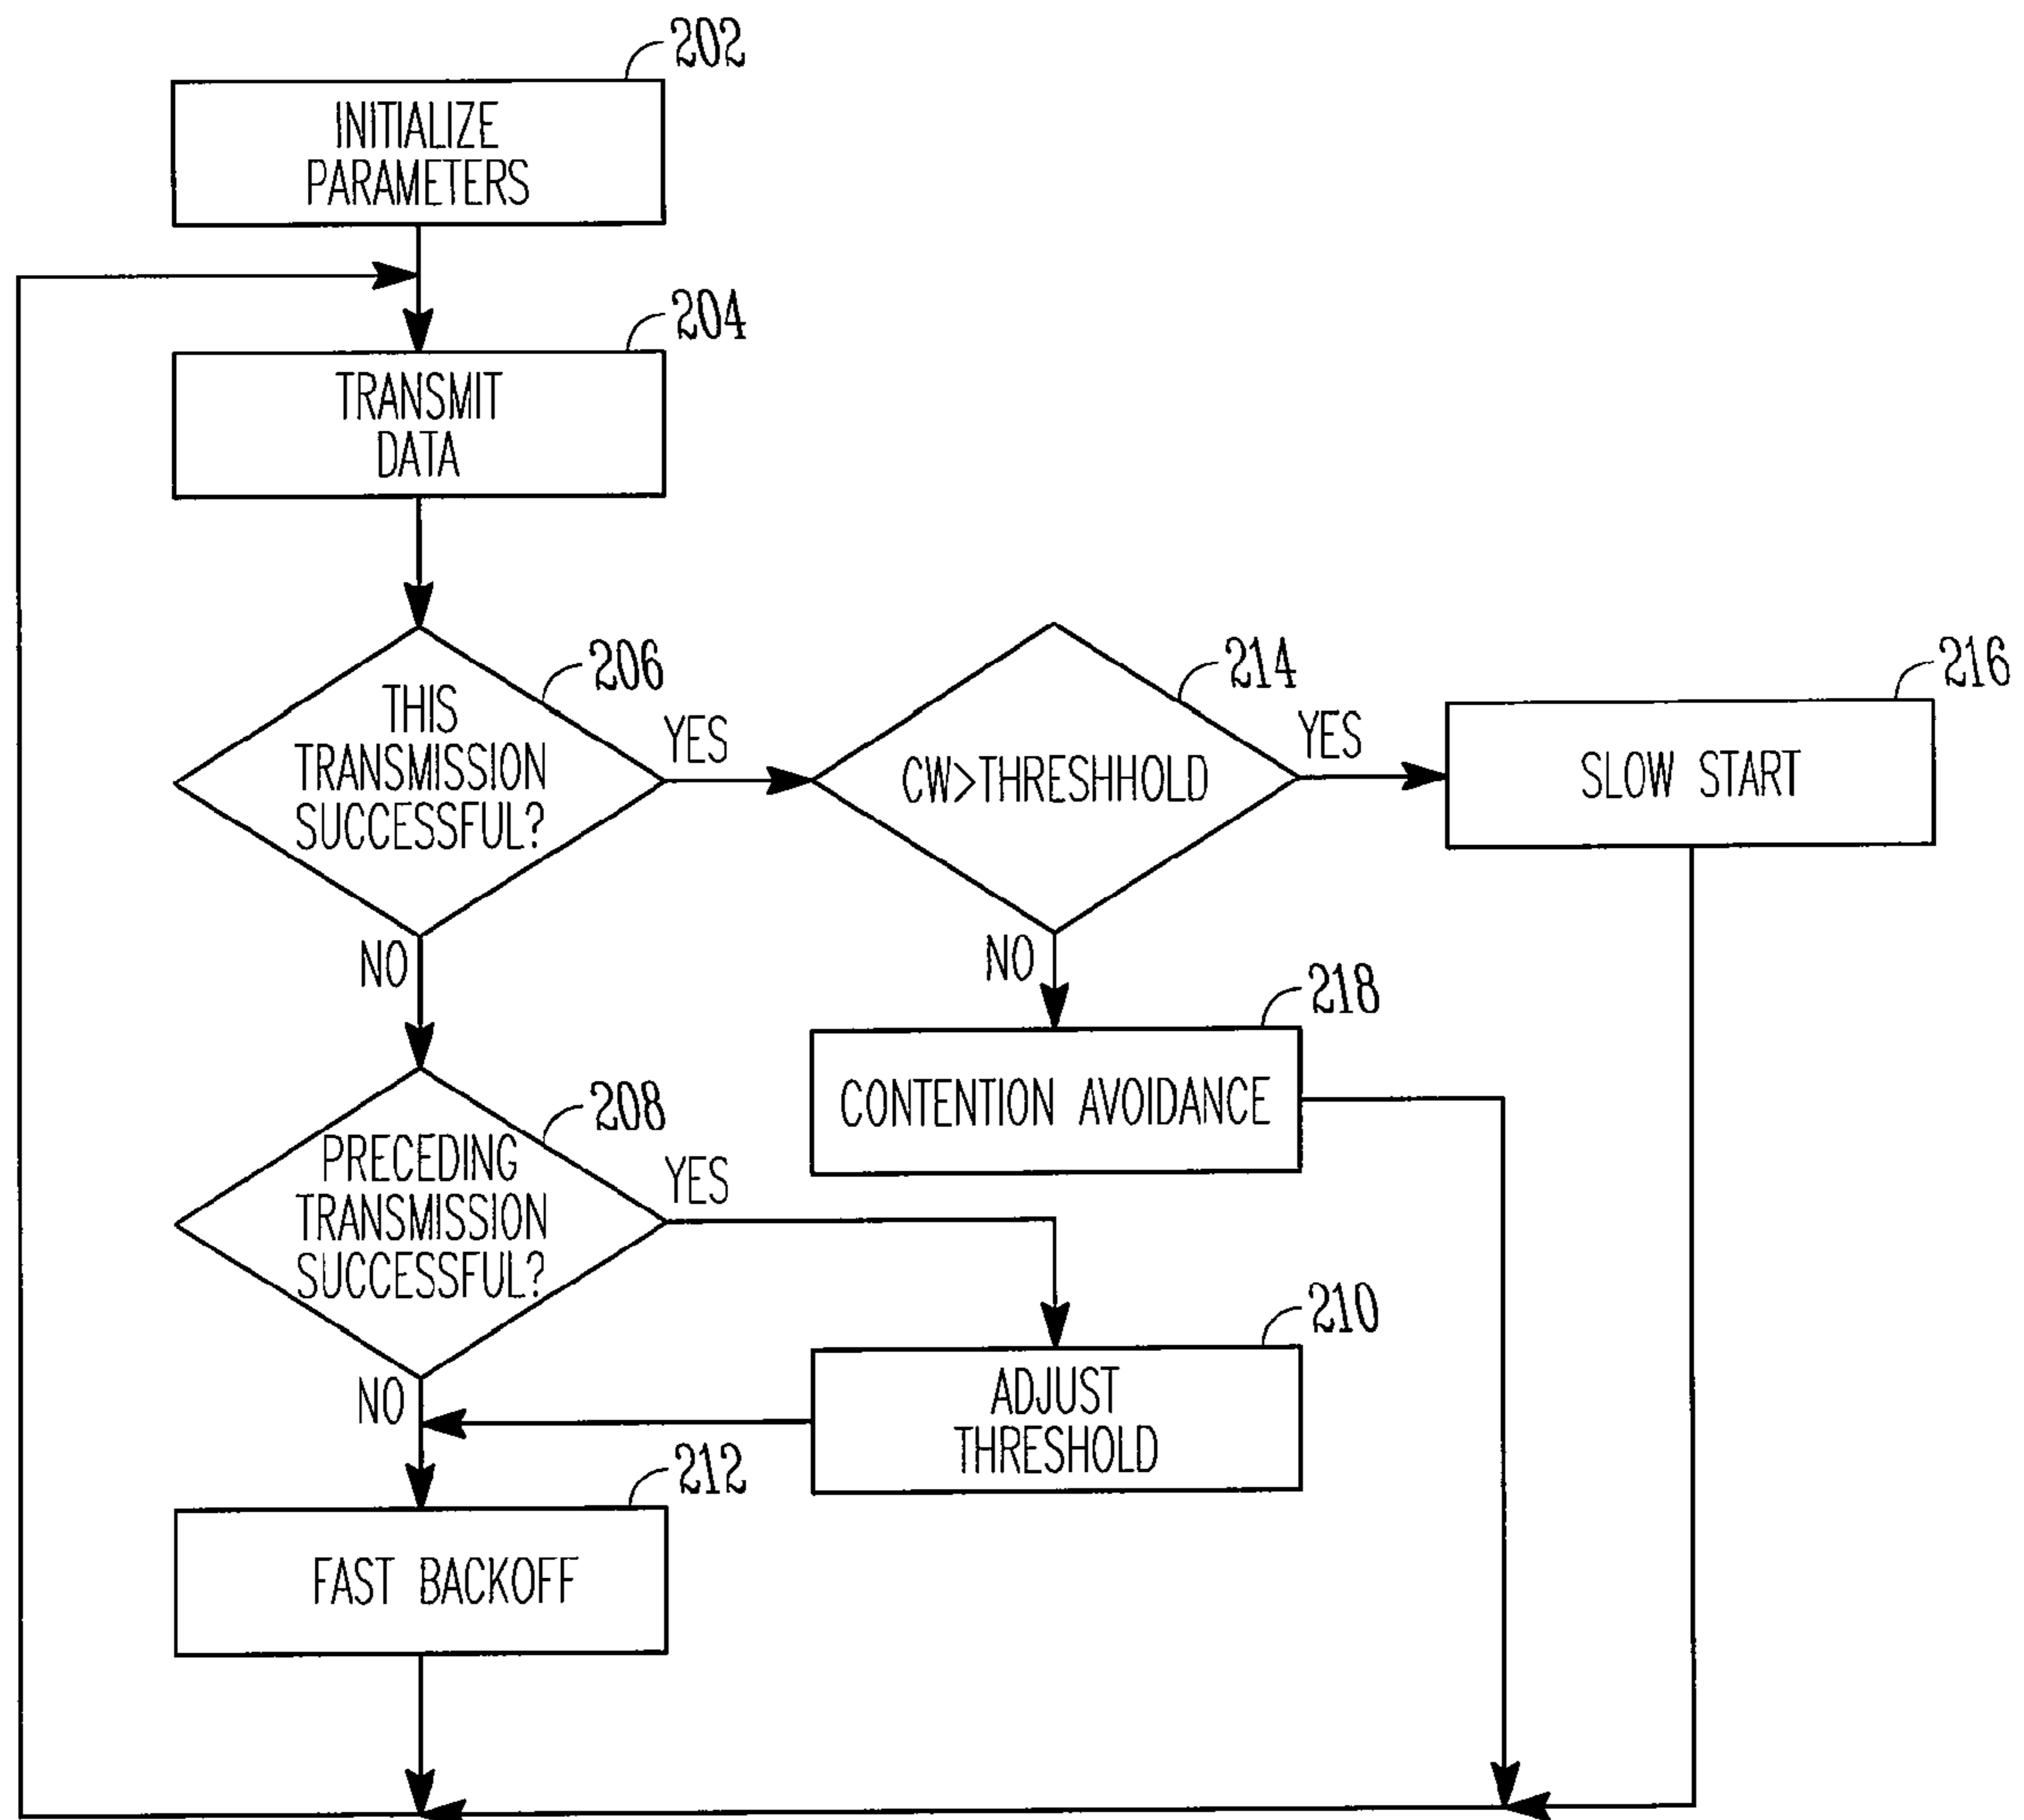 202
INITIALIZE
PARAMETERS
204
TRANSMIT
DATA
206
THIS
TRANSMISSION
SUCCESSFUL?
YES
NO
214
CW>THRESHHOLD
YES
NO
216
SLOW START
218
CONTENTION AVOIDANCE
208
PRECEDING
TRANSMISSION
SUCCESSFUL?
YES
NO
210
ADJUST
THRESHOLD
212
FAST BACKOFF